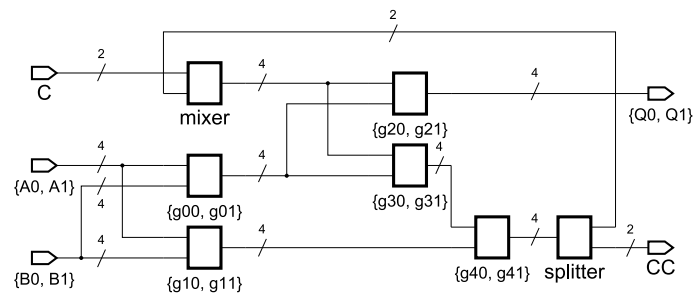 2
2
4
4
C
mixer
{g20, g21}
{Q0, Q1}
4
4
4
{A0, A1}
4
{g00, g01}
{g30, g31}
4
4
4
2
{B0, B1}
{g10, g11}
{g40, g41}
splitter
CC